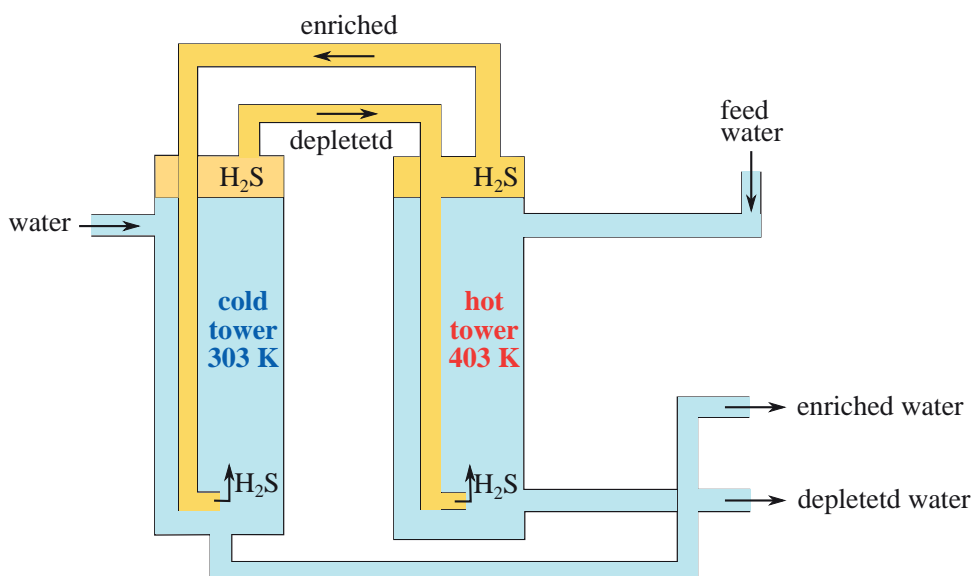 enriched
depletetd
feed
water
H₂S
H₂S
water
cold
tower
303 K
hot
tower
403 K
enriched water
H₂S
H₂S
depletetd water